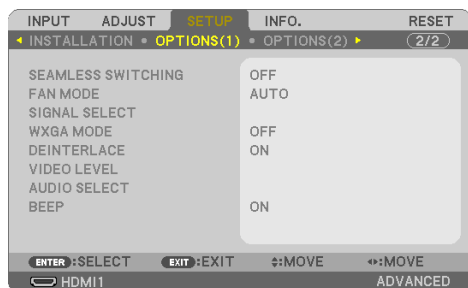 INPUT ADJUST SETUP INFO. RESET
INSTALLATION • OPTIONS(1) • OPTIONS(2) 2/2
SEAMLESS SWITCHING OFF
FAN MODE AUTO
SIGNAL SELECT
WXGA MODE OFF
DEINTERLACE ON
VIDEO LEVEL
AUDIO SELECT
BEEP ON
ENTER :SELECT EXIT :EXIT :MOVE :MOVE
HDMI1 ADVANCED